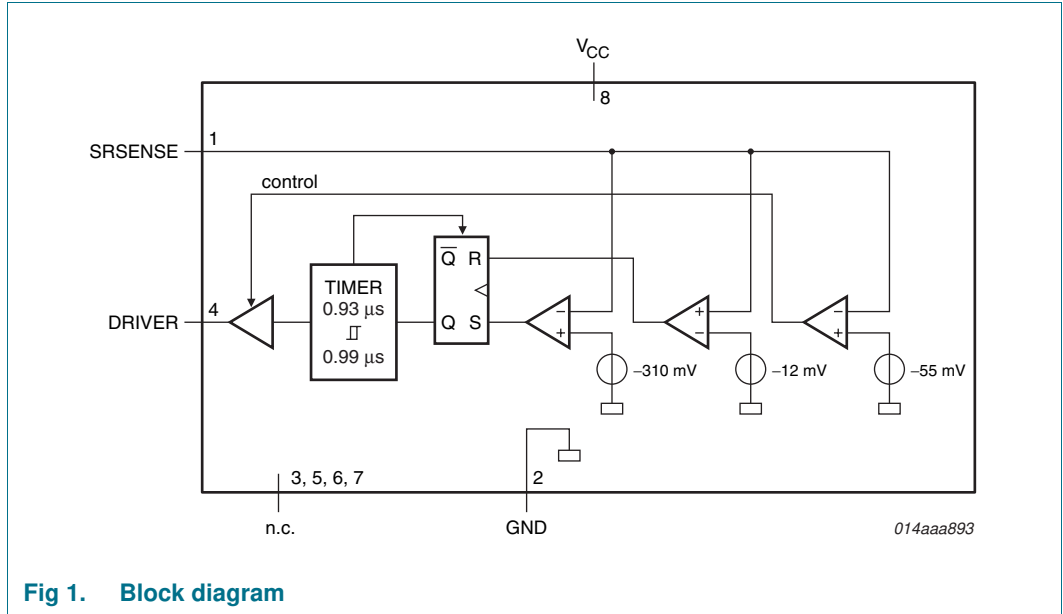 VCC
8
SRSENSE
1
control
Q R
TIMER
0.93 μs
0.99 μs
DRIVER
4
Q S
−
+
+
−
−
+
−310 mV
−12 mV
−55 mV
3, 5, 6, 7
2
n.c.
GND
014aaa893
Fig 1. Block diagram